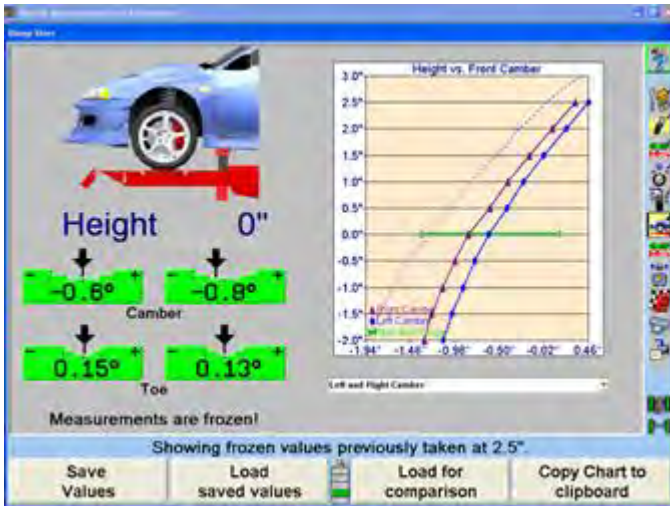 Height vs. Front Camber
3.0"
2.5"
2.0"
1.5"
1.0"
0.5"
0.0"
-0.5"
-1.0"
-1.5"
-2.0"
-1.94° -1.46° -0.98° -0.50° -0.02° 0.46°
Front Camber
Left Camber
Height 0"
- + - +
-0.6° -0.8°
Camber
- + - +
0.15° 0.13°
Toe
Left and Right Camber
Measurements are frozen!
Showing frozen values previously taken at 2.5".
Save Values
Load saved values
Load for comparison
Copy Chart to clipboard